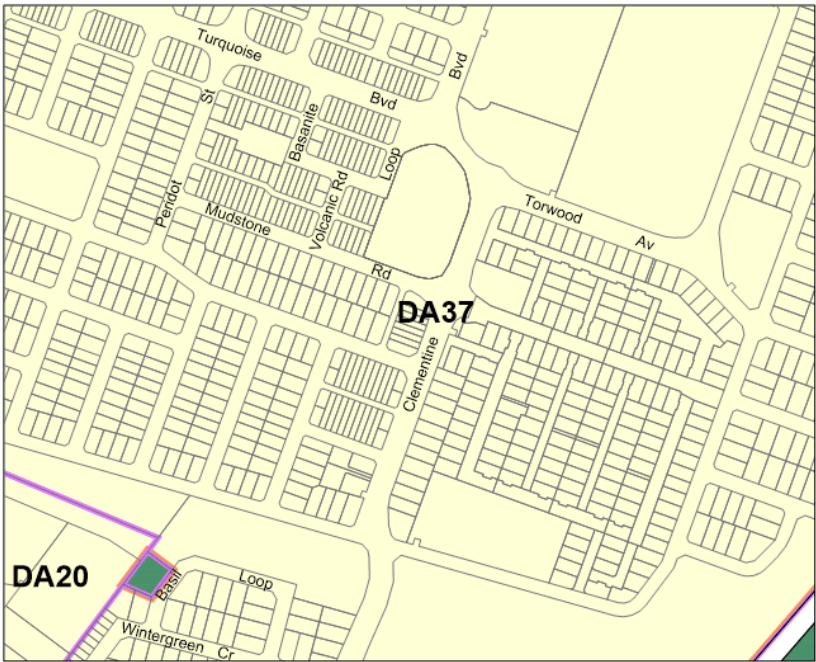 Turquoise
Bvd
Bvd
St
Basanite
Loop
Peridot
Volcanic Rd
Mudstone
Rd
Torwood
Av
DA37
Clementine
DA20
Basil
Loop
Wintergreen Cr